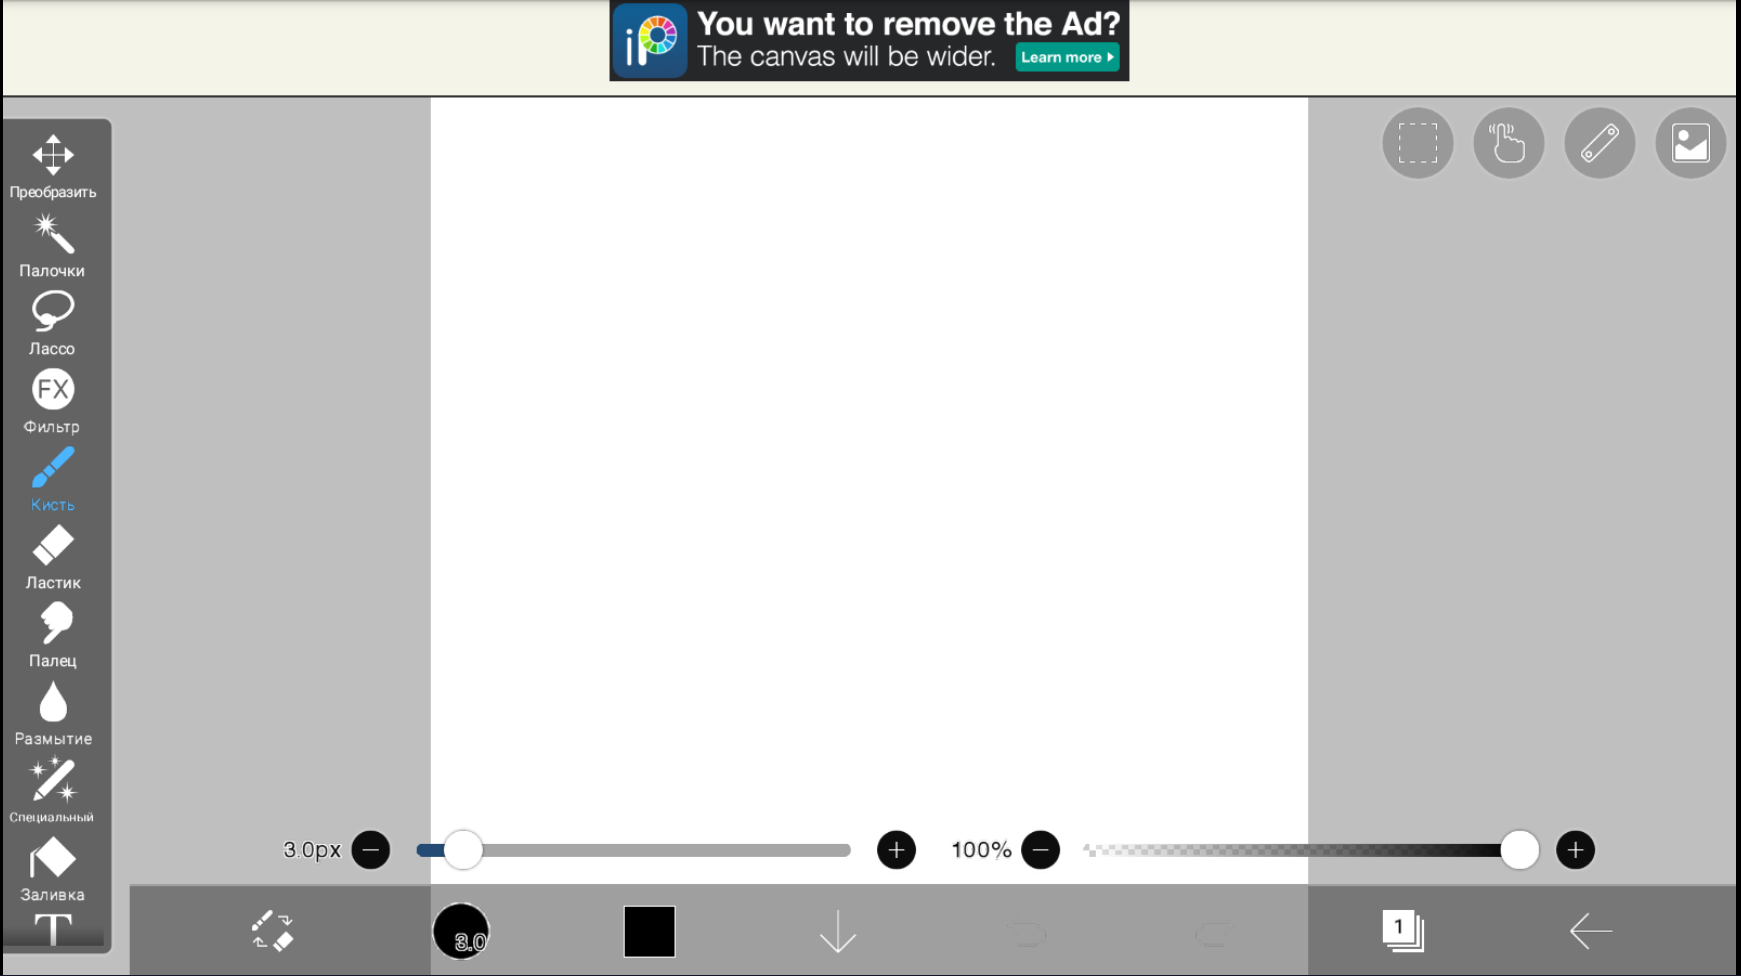 You want to remove the Ad?
The canvas will be wider.
Learn more
iP
Преобразить
Палочки
Лассо
FX
Фильтр
Кисть
Ластик
Палец
Размытие
Специальный
Заливка
T
3.0px
100%
3.0
1